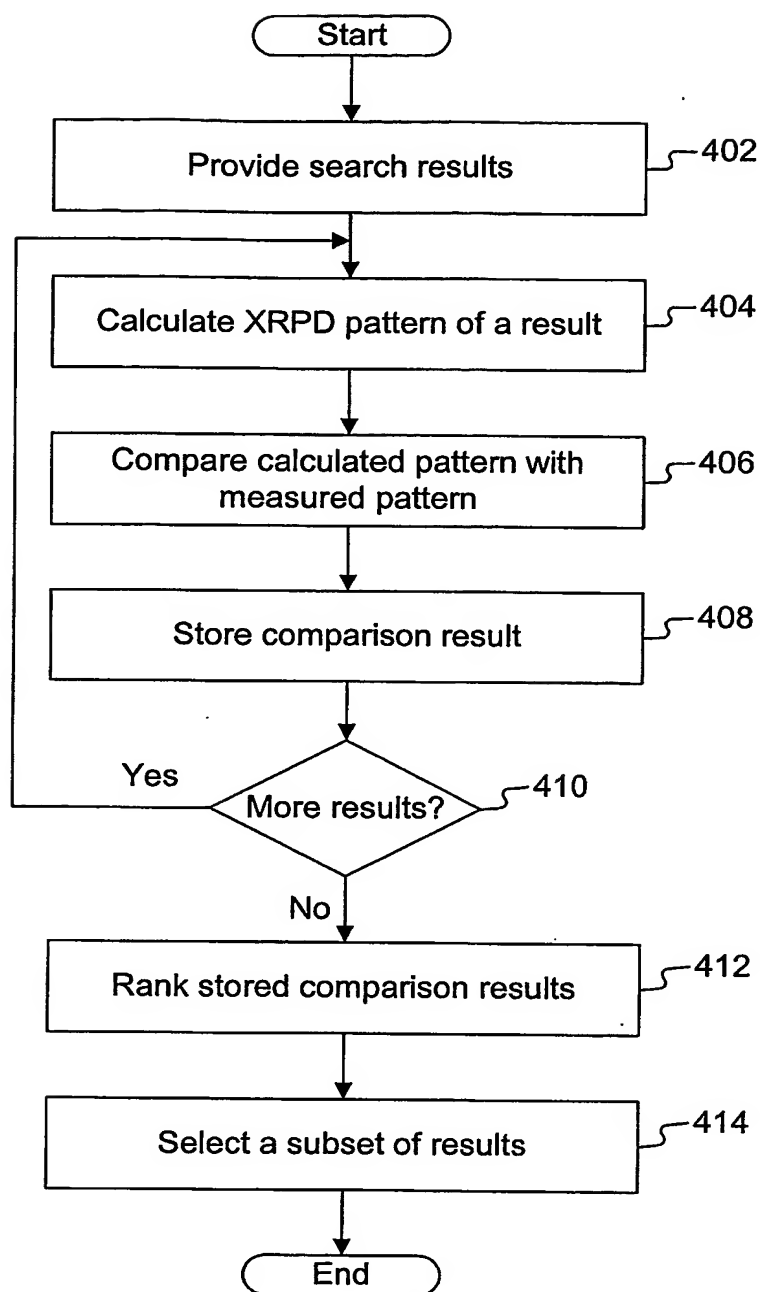 Start
Provide search results
402
Calculate XRPD pattern of a result
404
Compare calculated pattern with
measured pattern
406
Store comparison result
408
Yes
More results?
410
No
Rank stored comparison results
412
Select a subset of results
414
End